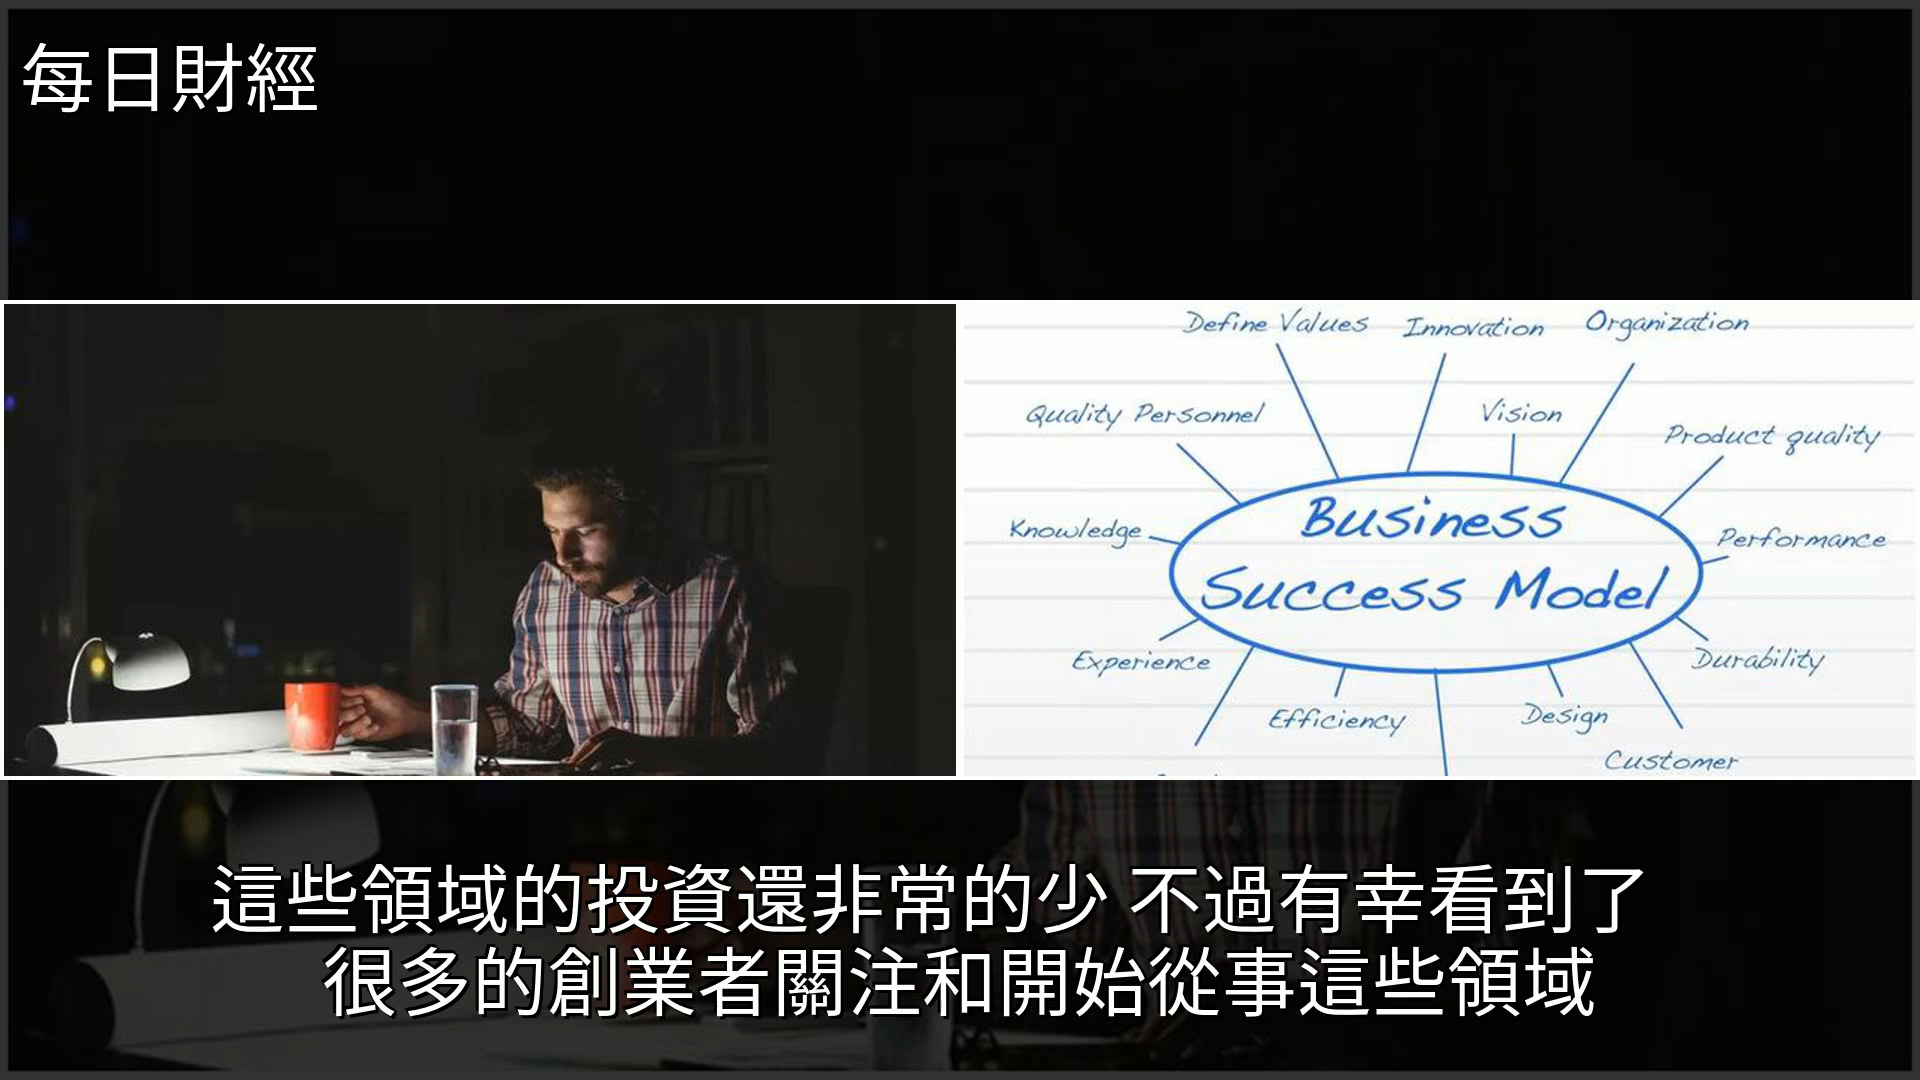 每日財經
Define Values Innovation Organization
Quality Personnel Vision
Product quality
Business
Knowledge
Performance
Success Model
Experience
Durability
Efficiency
Design
Customer
這些領域的投資還非常的少 不過有幸看到了
很多的創業者關注和開始從事這些領域